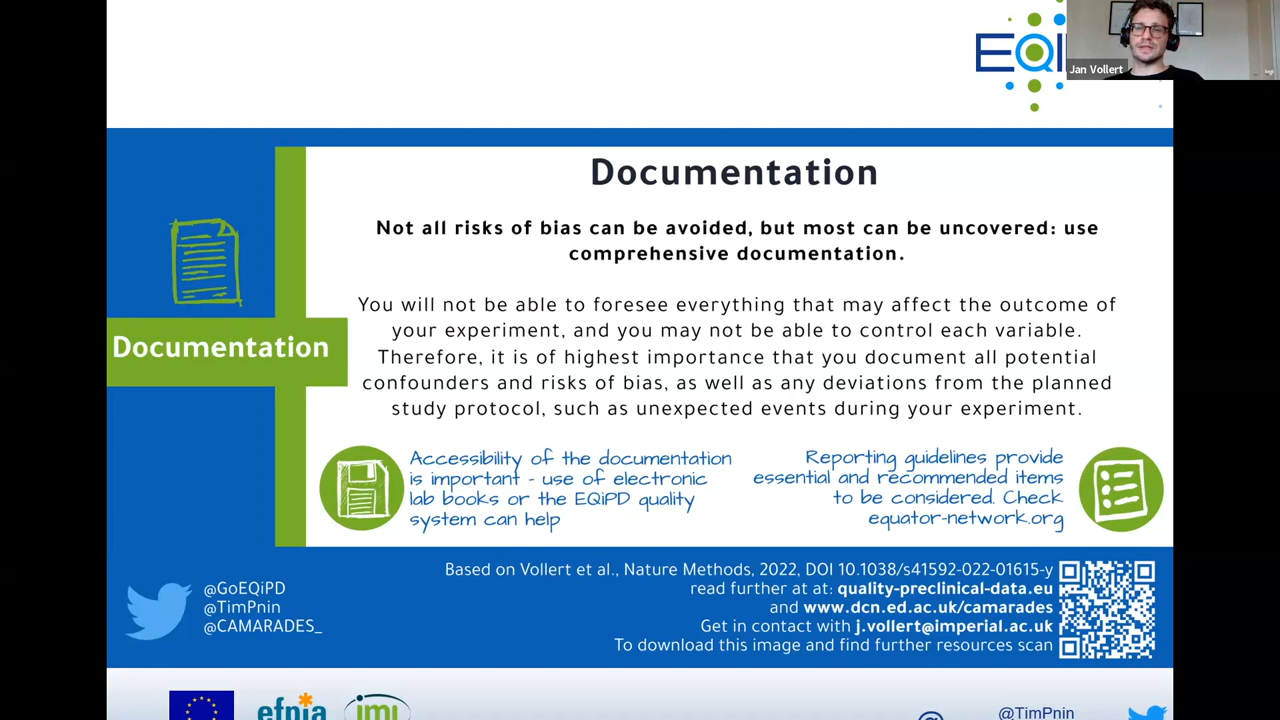 EQI
Jan Vollert
Documentation
Not all risks of bias can be avoided, but most can be uncovered: use
comprehensive documentation.
Documentation
You will not be able to foresee everything that may affect the outcome of
your experiment, and you may not be able to control each variable.
Therefore, it is of highest importance that you document all potential
confounders and risks of bias, as well as any deviations from the planned
study protocol, such as unexpected events during your experiment.
Accessibility of the documentation
is important - use of electronic
lab books or the EQiPD quality
system can help
Reporting guidelines provide
essential and recommended items
to be considered. Check
equator-network.org
@GoEQiPD
@TimPnin
@CAMARADES_
Based on Vollert et al., Nature Methods, 2022, DOI 10.1038/s41592-022-01615-y
read further at at: quality-preclinical-data.eu
and www.dcn.ed.ac.uk/camarades
Get in contact with j.vollert@imperial.ac.uk
To download this image and find further resources scan
efpia
imi
@
@TimPnin